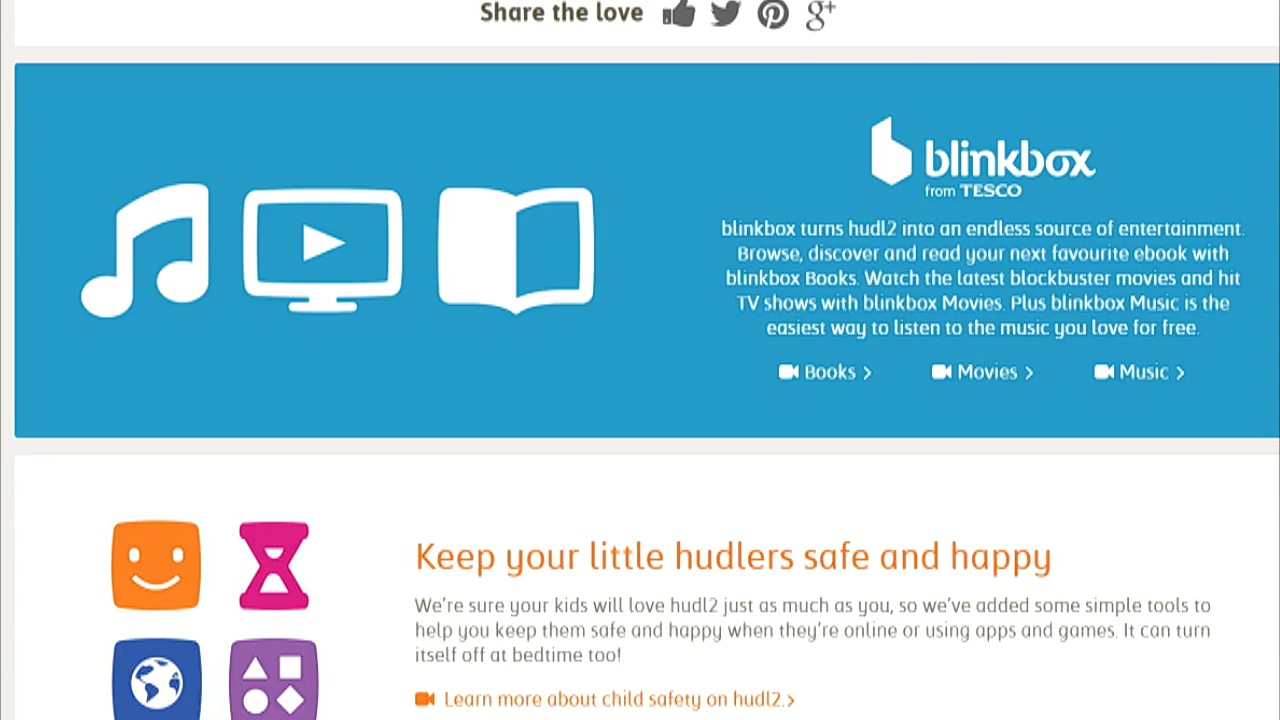 Share the love
g+
blinkbox
from TESCO
blinkbox turns hudl2 into an endless source of entertainment.
Browse, discover and read your next favourite ebook with
blinkbox Books. Watch the latest blockbuster movies and hit
TV shows with blinkbox Movies. Plus blinkbox Music is the
easiest way to listen to the music you love for free.
Books > Movies > Music >
Keep your little hudlers safe and happy
We're sure your kids will love hudl2 just as much as you, so we've added some simple tools to
help you keep them safe and happy when they're online or using apps and games. It can turn
itself off at bedtime too!
Learn more about child safety on hudl2.>